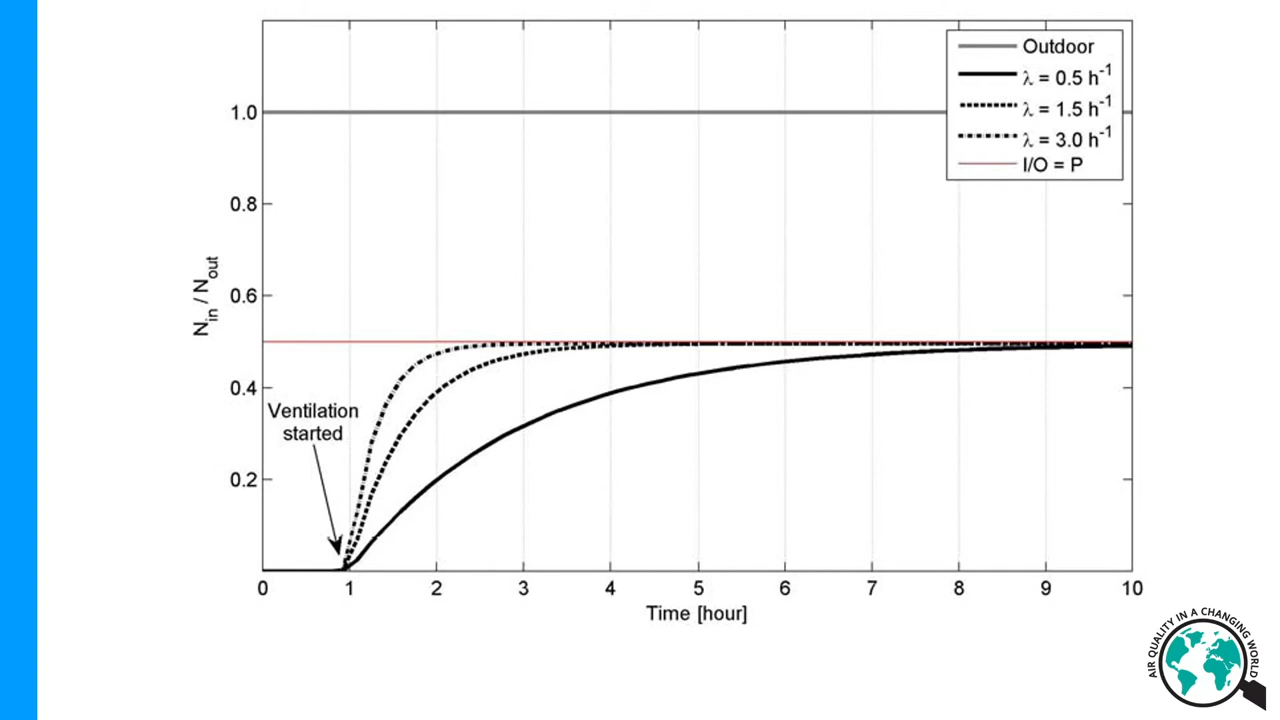 Outdoor
λ = 0.5 h⁻¹
λ = 1.5 h⁻¹
λ = 3.0 h⁻¹
I/O = P
1.0
0.8
0.6
0.4
0.2
N_in / N_out
Ventilation
started
0 1 2 3 4 5 6 7 8 9 10
Time [hour]
AIR QUALITY IN A CHANGING WORLD